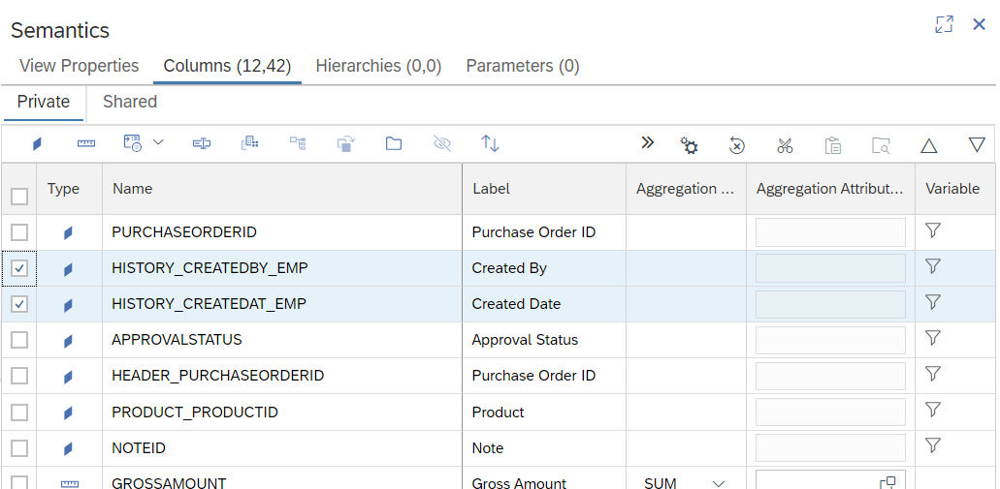 Semantics
View Properties Columns (12,42) Hierarchies (0,0) Parameters (0)
Private Shared
Type Name Label Aggregation ... Aggregation Attribut... Variable
PURCHASEORDERID Purchase Order ID
HISTORY_CREATEDBY_EMP Created By
HISTORY_CREATEDAT_EMP Created Date
APPROVALSTATUS Approval Status
HEADER_PURCHASEORDERID Purchase Order ID
PRODUCT_PRODUCTID Product
NOTEID Note
GROSSAMOUNT Gross Amount SUM